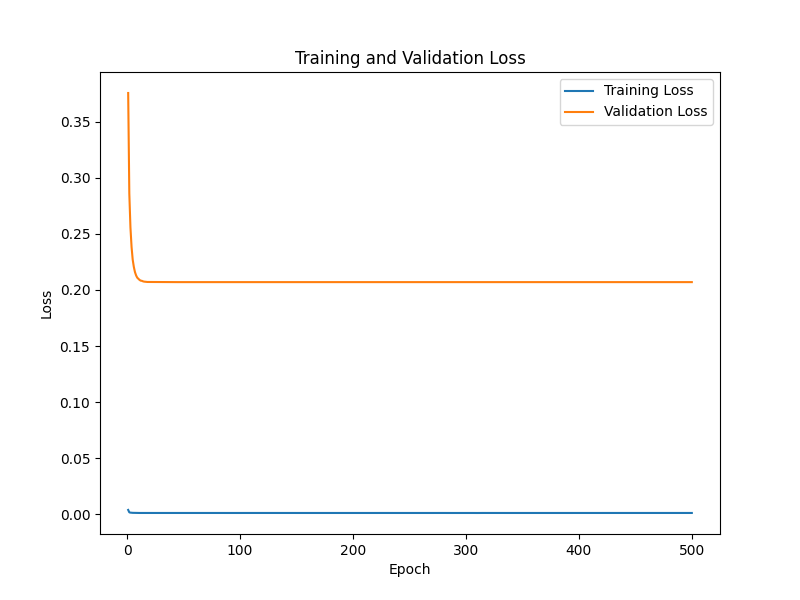 Training and Validation Loss
Training Loss
Validation Loss
0.35
0.30
0.25
0.20
0.15
0.10
0.05
0.00
Loss
0 100 200 300 400 500
Epoch